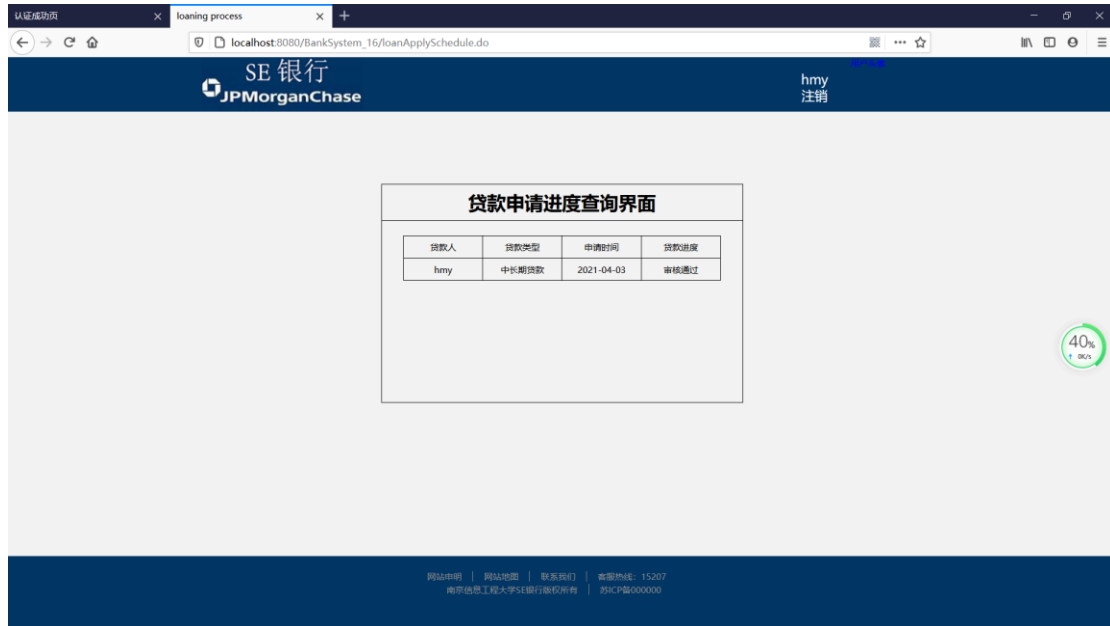 认证成功页
loaning process
localhost:8080/BankSystem_16/loanApplySchedule.do
SE 银行
JPMorganChase
hmy
注销
贷款申请进度查询界面
贷款人 贷款类型 申请时间 贷款进度
hmy 中长期贷款 2021-04-03 审核通过
40%
0K/s
网站申明 | 网站地图 | 联系我们 | 客服热线：15207
南京信息工程大学SE银行版权所有 | 苏ICP备000000